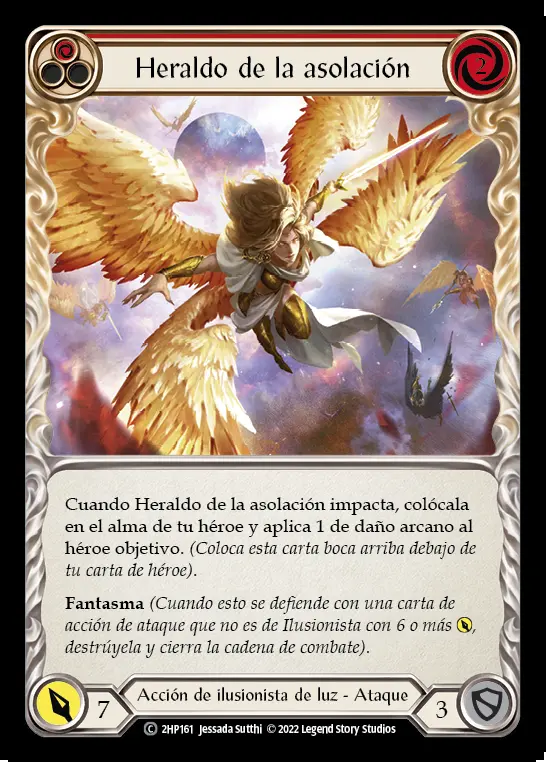 Heraldo de la asolación
2
Cuando Heraldo de la asolación impacta, colócala
en el alma de tu héroe y aplica 1 de daño arcano al
héroe objetivo. (Coloca esta carta boca arriba debajo de
tu carta de héroe).
Fantasma (Cuando esto se defiende con una carta de
acción de ataque que no es de Ilusionista con 6 o más ,
destrúyela y cierra la cadena de combate).
7
Acción de ilusionista de luz - Ataque
3
C 2HP161 Jessada Sutthi © 2022 Legend Story Studios